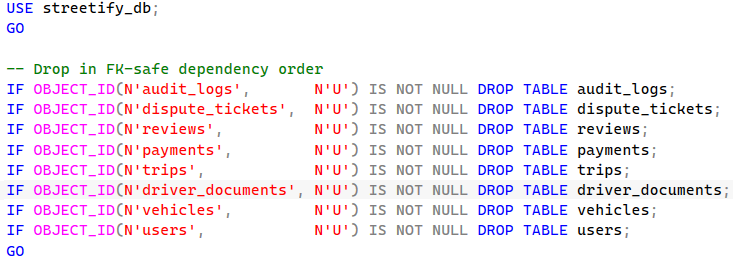 USE streetify_db;
GO

-- Drop in FK-safe dependency order
IF OBJECT_ID(N'audit_logs',       N'U') IS NOT NULL DROP TABLE audit_logs;
IF OBJECT_ID(N'dispute_tickets',  N'U') IS NOT NULL DROP TABLE dispute_tickets;
IF OBJECT_ID(N'reviews',          N'U') IS NOT NULL DROP TABLE reviews;
IF OBJECT_ID(N'payments',         N'U') IS NOT NULL DROP TABLE payments;
IF OBJECT_ID(N'trips',            N'U') IS NOT NULL DROP TABLE trips;
IF OBJECT_ID(N'driver_documents', N'U') IS NOT NULL DROP TABLE driver_documents;
IF OBJECT_ID(N'vehicles',         N'U') IS NOT NULL DROP TABLE vehicles;
IF OBJECT_ID(N'users',            N'U') IS NOT NULL DROP TABLE users;
GO